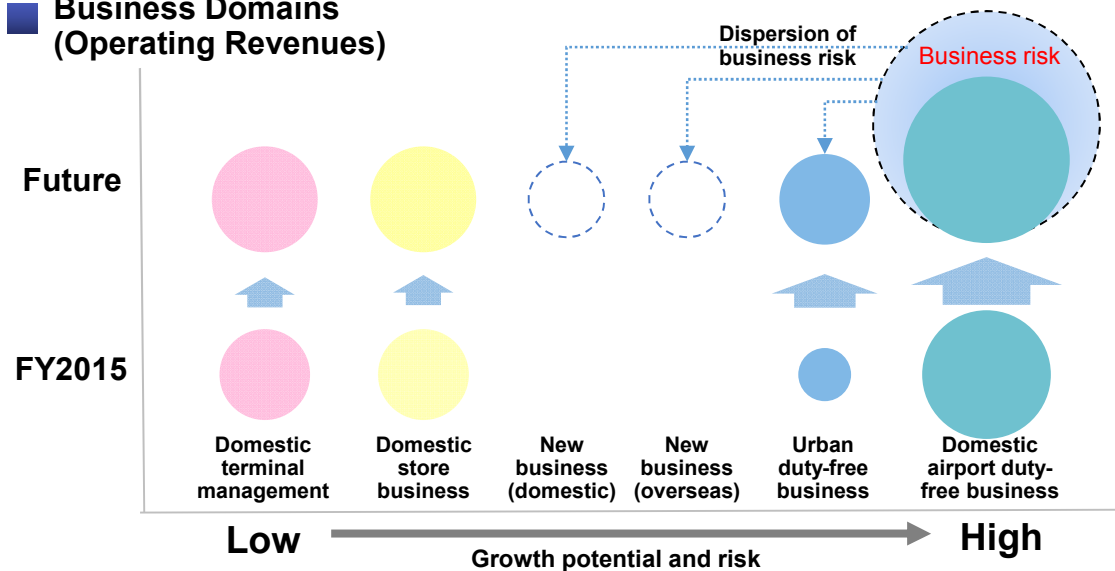 Business Domains
(Operating Revenues)
Dispersion of
business risk
Business risk
Future
FY2015
Domestic
terminal
management
Domestic
store
business
New
business
(domestic)
New
business
(overseas)
Urban
duty-free
business
Domestic
airport duty-
free business
Low
High
Growth potential and risk